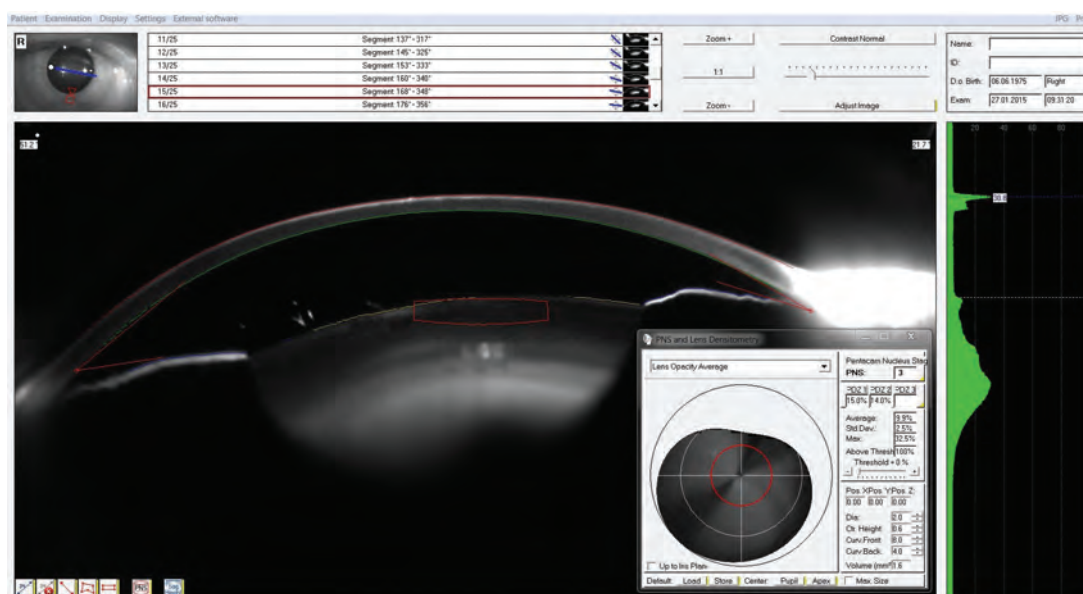 Patient Examination Display Settings External software JPG
R
11/25 Segment 137°- 317°
12/25 Segment 145°- 325°
13/25 Segment 153°- 333°
14/25 Segment 160°- 340°
15/25 Segment 168°- 348°
16/25 Segment 176°- 356°
Zoom +
1:1
Zoom -
Contrast Normal
Adjust Image
Name:
ID:
D.o. Birth: 06.06.1975 Right
Exam: 27.01.2015 09:31:20
20 40 60 80
PNS and Lens Densitometry
Lens Opacity Average
Pentacam Nucleus Stag
PNS: 3
PDZ 1 PDZ 2 PDZ 3
15.0% 14.0%
Average: 9.9%
Std.Dev.: 2.5%
Max: 32.5%
Above Thresh 100%
Threshold = 0 %
- +
Pos X Pos Y: Pos Z:
0.00 0.00 0.00
Dia: 2.0
Ct. Height: 0.6
Curv.Front 8.0
Curv.Back: 4.0
Volume (mm³) 1.6
Up to Iris Plain
Default: Load Store Center: Pupil Apex Max Size
PNS